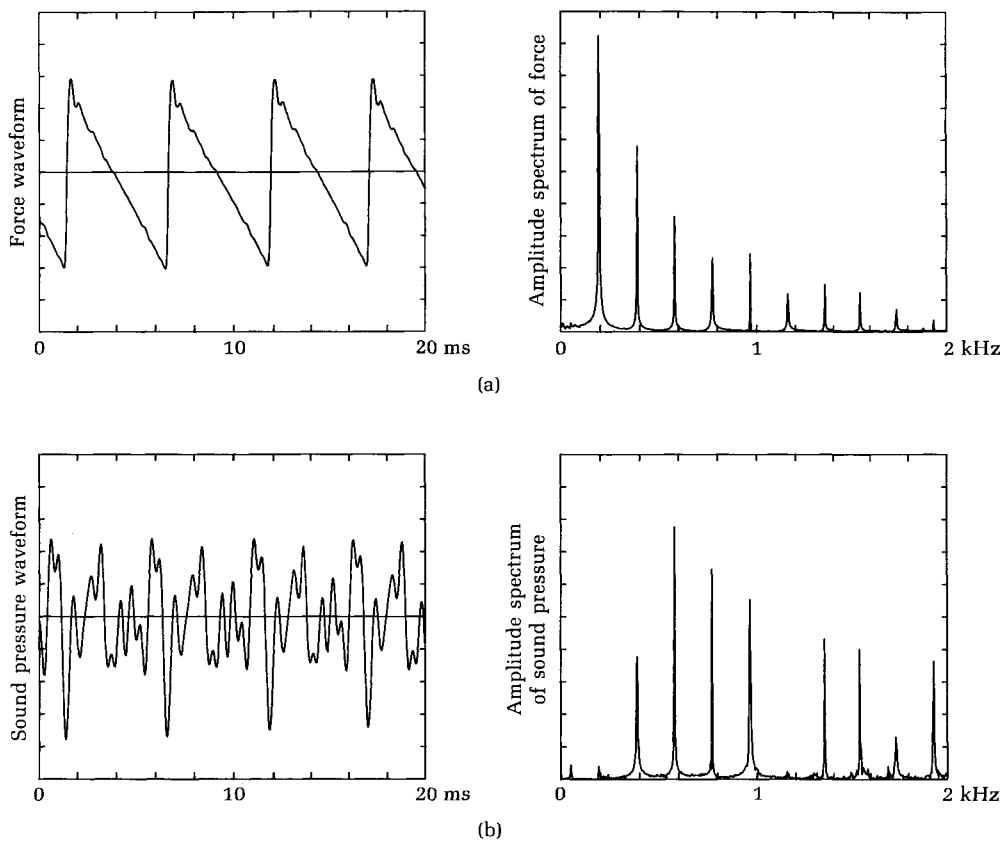 Force waveform
0
10
20 ms
Amplitude spectrum of force
0
1
2 kHz
(a)
Sound pressure waveform
0
10
20 ms
Amplitude spectrum
of sound pressure
0
1
2 kHz
(b)